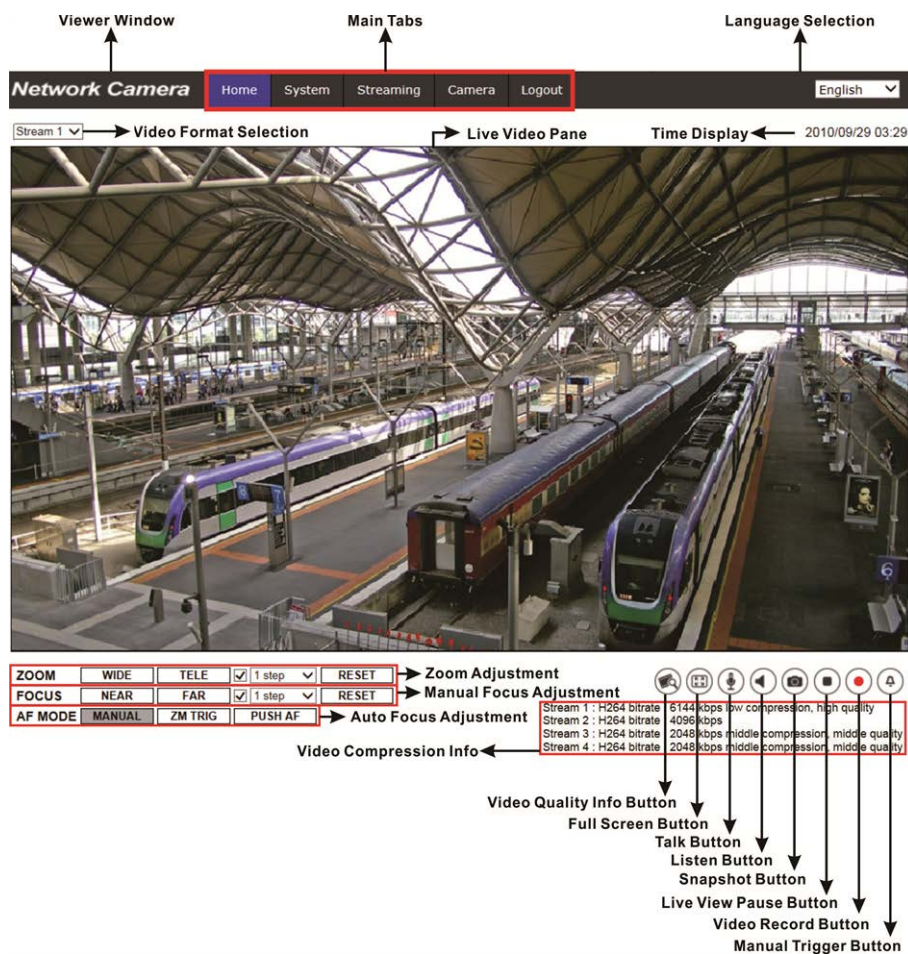 Viewer Window Main Tabs Language Selection
Network Camera Home System Streaming Camera Logout English
Stream 1 Video Format Selection Live Video Pane Time Display 2010/09/29 03:29
8 7
6
ZOOM WIDE TELE 1 step RESET Zoom Adjustment
FOCUS NEAR FAR 1 step RESET Manual Focus Adjustment
AF MODE MANUAL ZM TRIG PUSH AF Auto Focus Adjustment
Stream 1 : H264 bitrate 6144 kbps low compression, high quality
Stream 2 : H264 bitrate 4096 kbps
Stream 3 : H264 bitrate 2048 kbps middle compression, middle quality
Stream 4 : H264 bitrate 2048 kbps middle compression, middle quality
Video Compression Info
Video Quality Info Button
Full Screen Button
Talk Button
Listen Button
Snapshot Button
Live View Pause Button
Video Record Button
Manual Trigger Button